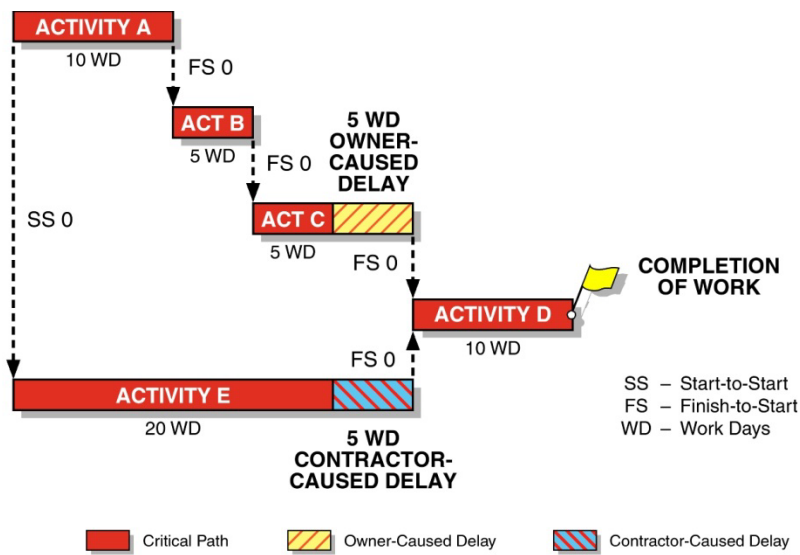 ACTIVITY A
10 WD
FS 0
ACT B
5 WD
FS 0
5 WD
OWNER-
CAUSED
DELAY
SS 0
ACT C
5 WD
FS 0
COMPLETION
OF WORK
ACTIVITY D
10 WD
FS 0
ACTIVITY E
20 WD
5 WD
CONTRACTOR-
CAUSED DELAY
SS – Start-to-Start
FS – Finish-to-Start
WD – Work Days
Critical Path
Owner-Caused Delay
Contractor-Caused Delay